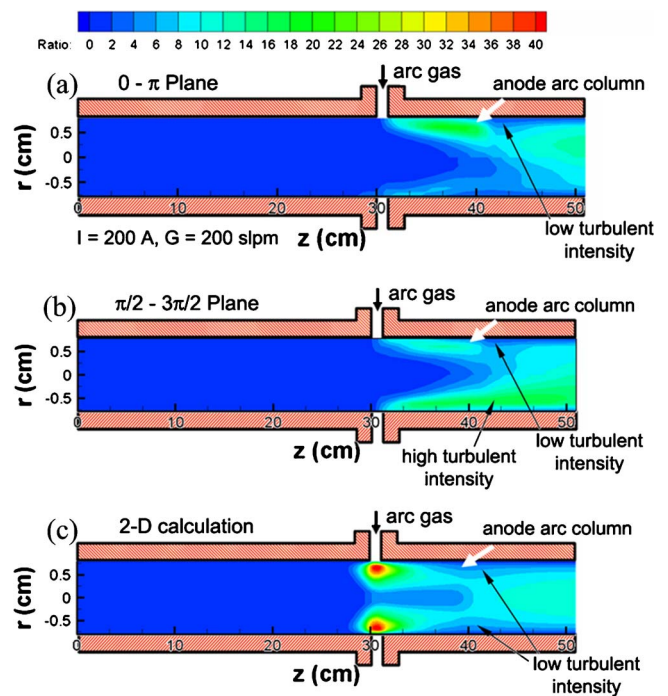 Ratio: 0 2 4 6 8 10 12 14 16 18 20 22 24 26 28 30 32 34 36 38 40
(a) 0 - π Plane
arc gas
anode arc column
r (cm)
0.5
0
-0.5
0 10 20 30 40 50
I = 200 A, G = 200 slpm
z (cm)
low turbulent
intensity
(b) π/2 - 3π/2 Plane
arc gas
anode arc column
r (cm)
0.5
0
-0.5
0 10 20 30 40 50
z (cm)
high turbulent
intensity
low turbulent
intensity
(c) 2-D calculation
arc gas
anode arc column
r (cm)
0.5
0
-0.5
0 10 20 30 40 50
z (cm)
low turbulent
intensity